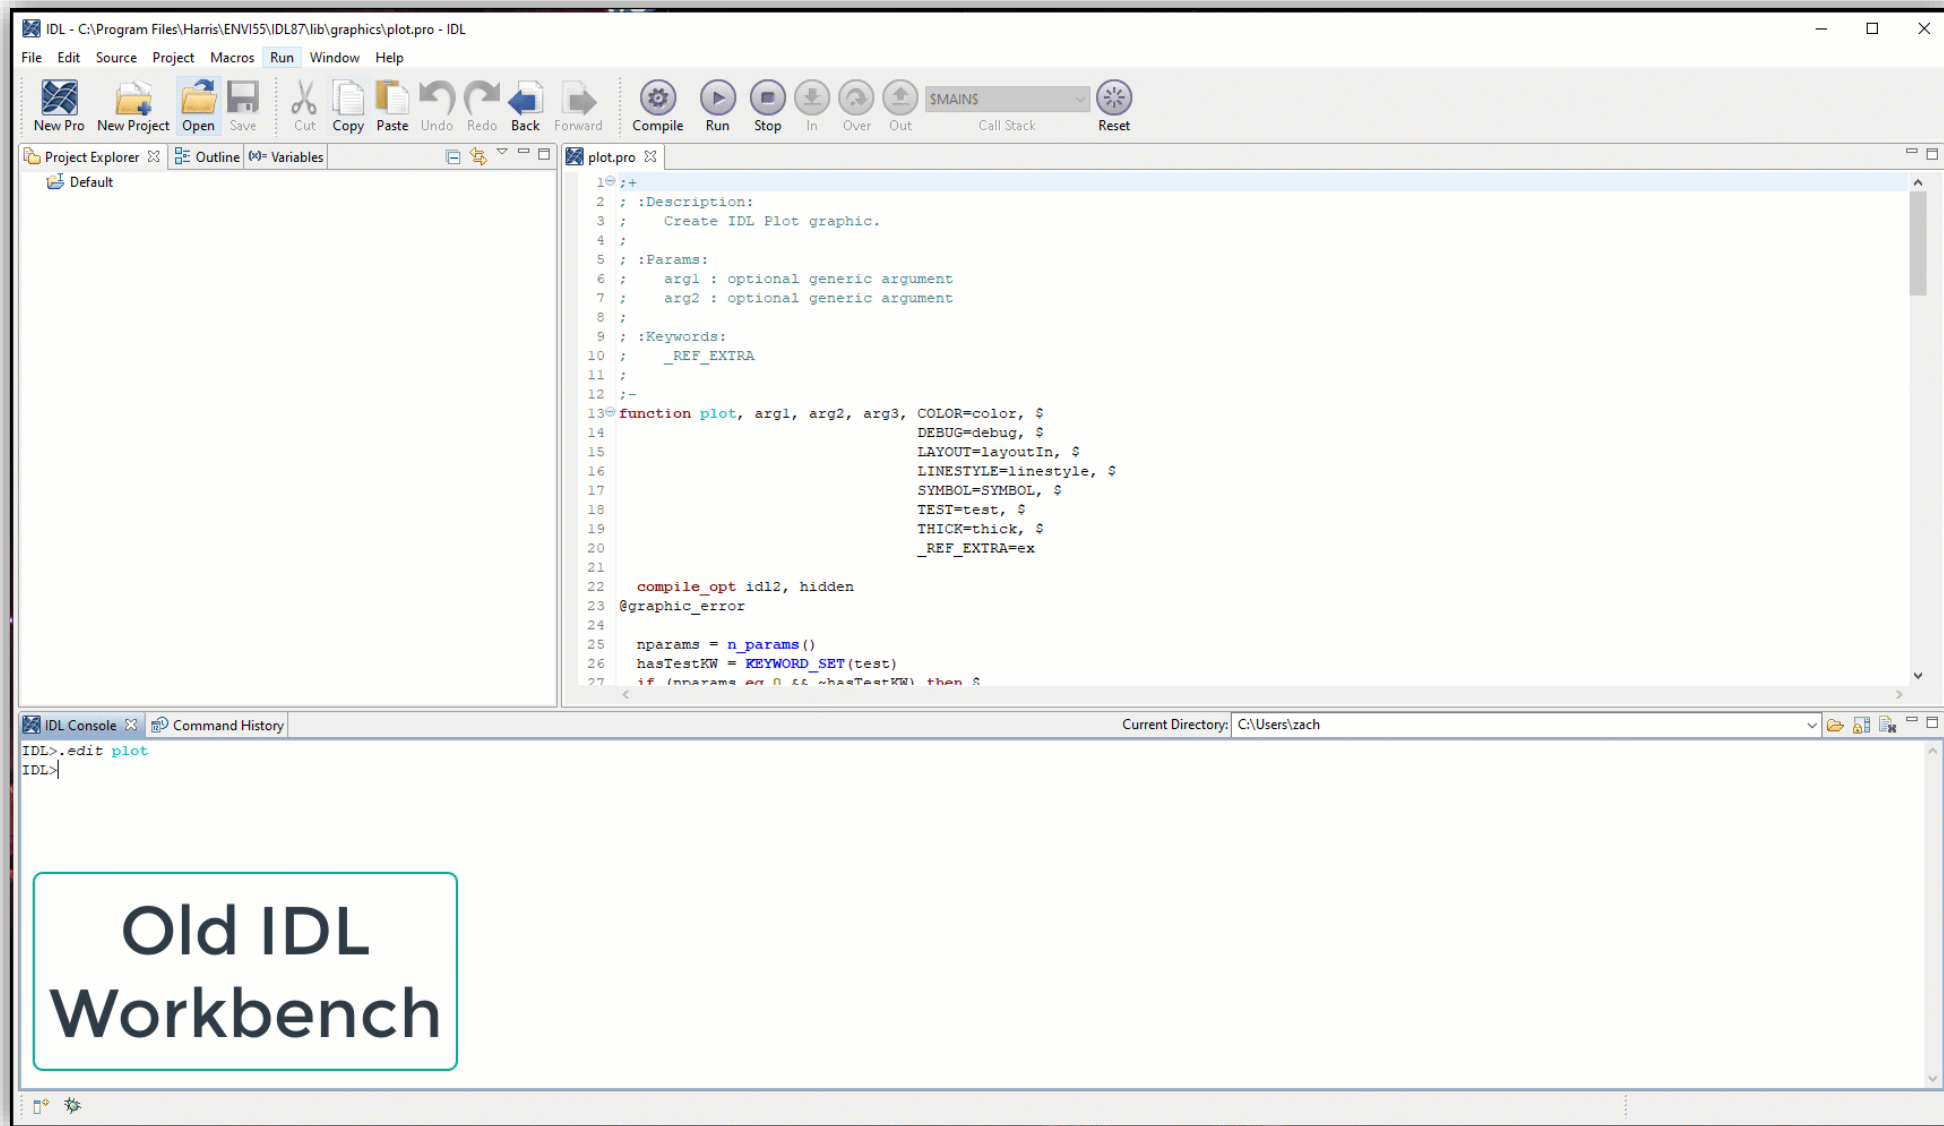 IDL - C:\Program Files\Harris\ENVI55\IDL87\lib\graphics\plot.pro - IDL
File Edit Source Project Macros Run Window Help
New Pro New Project Open Save Cut Copy Paste Undo Redo Back Forward Compile Run Stop In Over Out $MAIN$ Call Stack Reset
Project Explorer Outline (x)= Variables plot.pro
Default
1 ;+
2 ; :Description:
3 ;    Create IDL Plot graphic.
4 ;
5 ; :Params:
6 ;    arg1 : optional generic argument
7 ;    arg2 : optional generic argument
8 ;
9 ; :Keywords:
10 ;    _REF_EXTRA
11 ;
12 ;-
13 function plot, arg1, arg2, arg3, COLOR=color, $
14 DEBUG=debug, $
15 LAYOUT=layoutIn, $
16 LINESTYLE=linestyle, $
17 SYMBOL=SYMBOL, $
18 TEST=test, $
19 THICK=thick, $
20 _REF_EXTRA=ex
21
22 compile_opt idl2, hidden
23 @graphic_error
24
25 nparams = n_params()
26 hasTestKW = KEYWORD_SET(test)
27 if (nparams eq 0 && ~hasTestKW) then $
IDL Console Command History Current Directory: C:\Users\zach
IDL>.edit plot
IDL>
Old IDL
Workbench